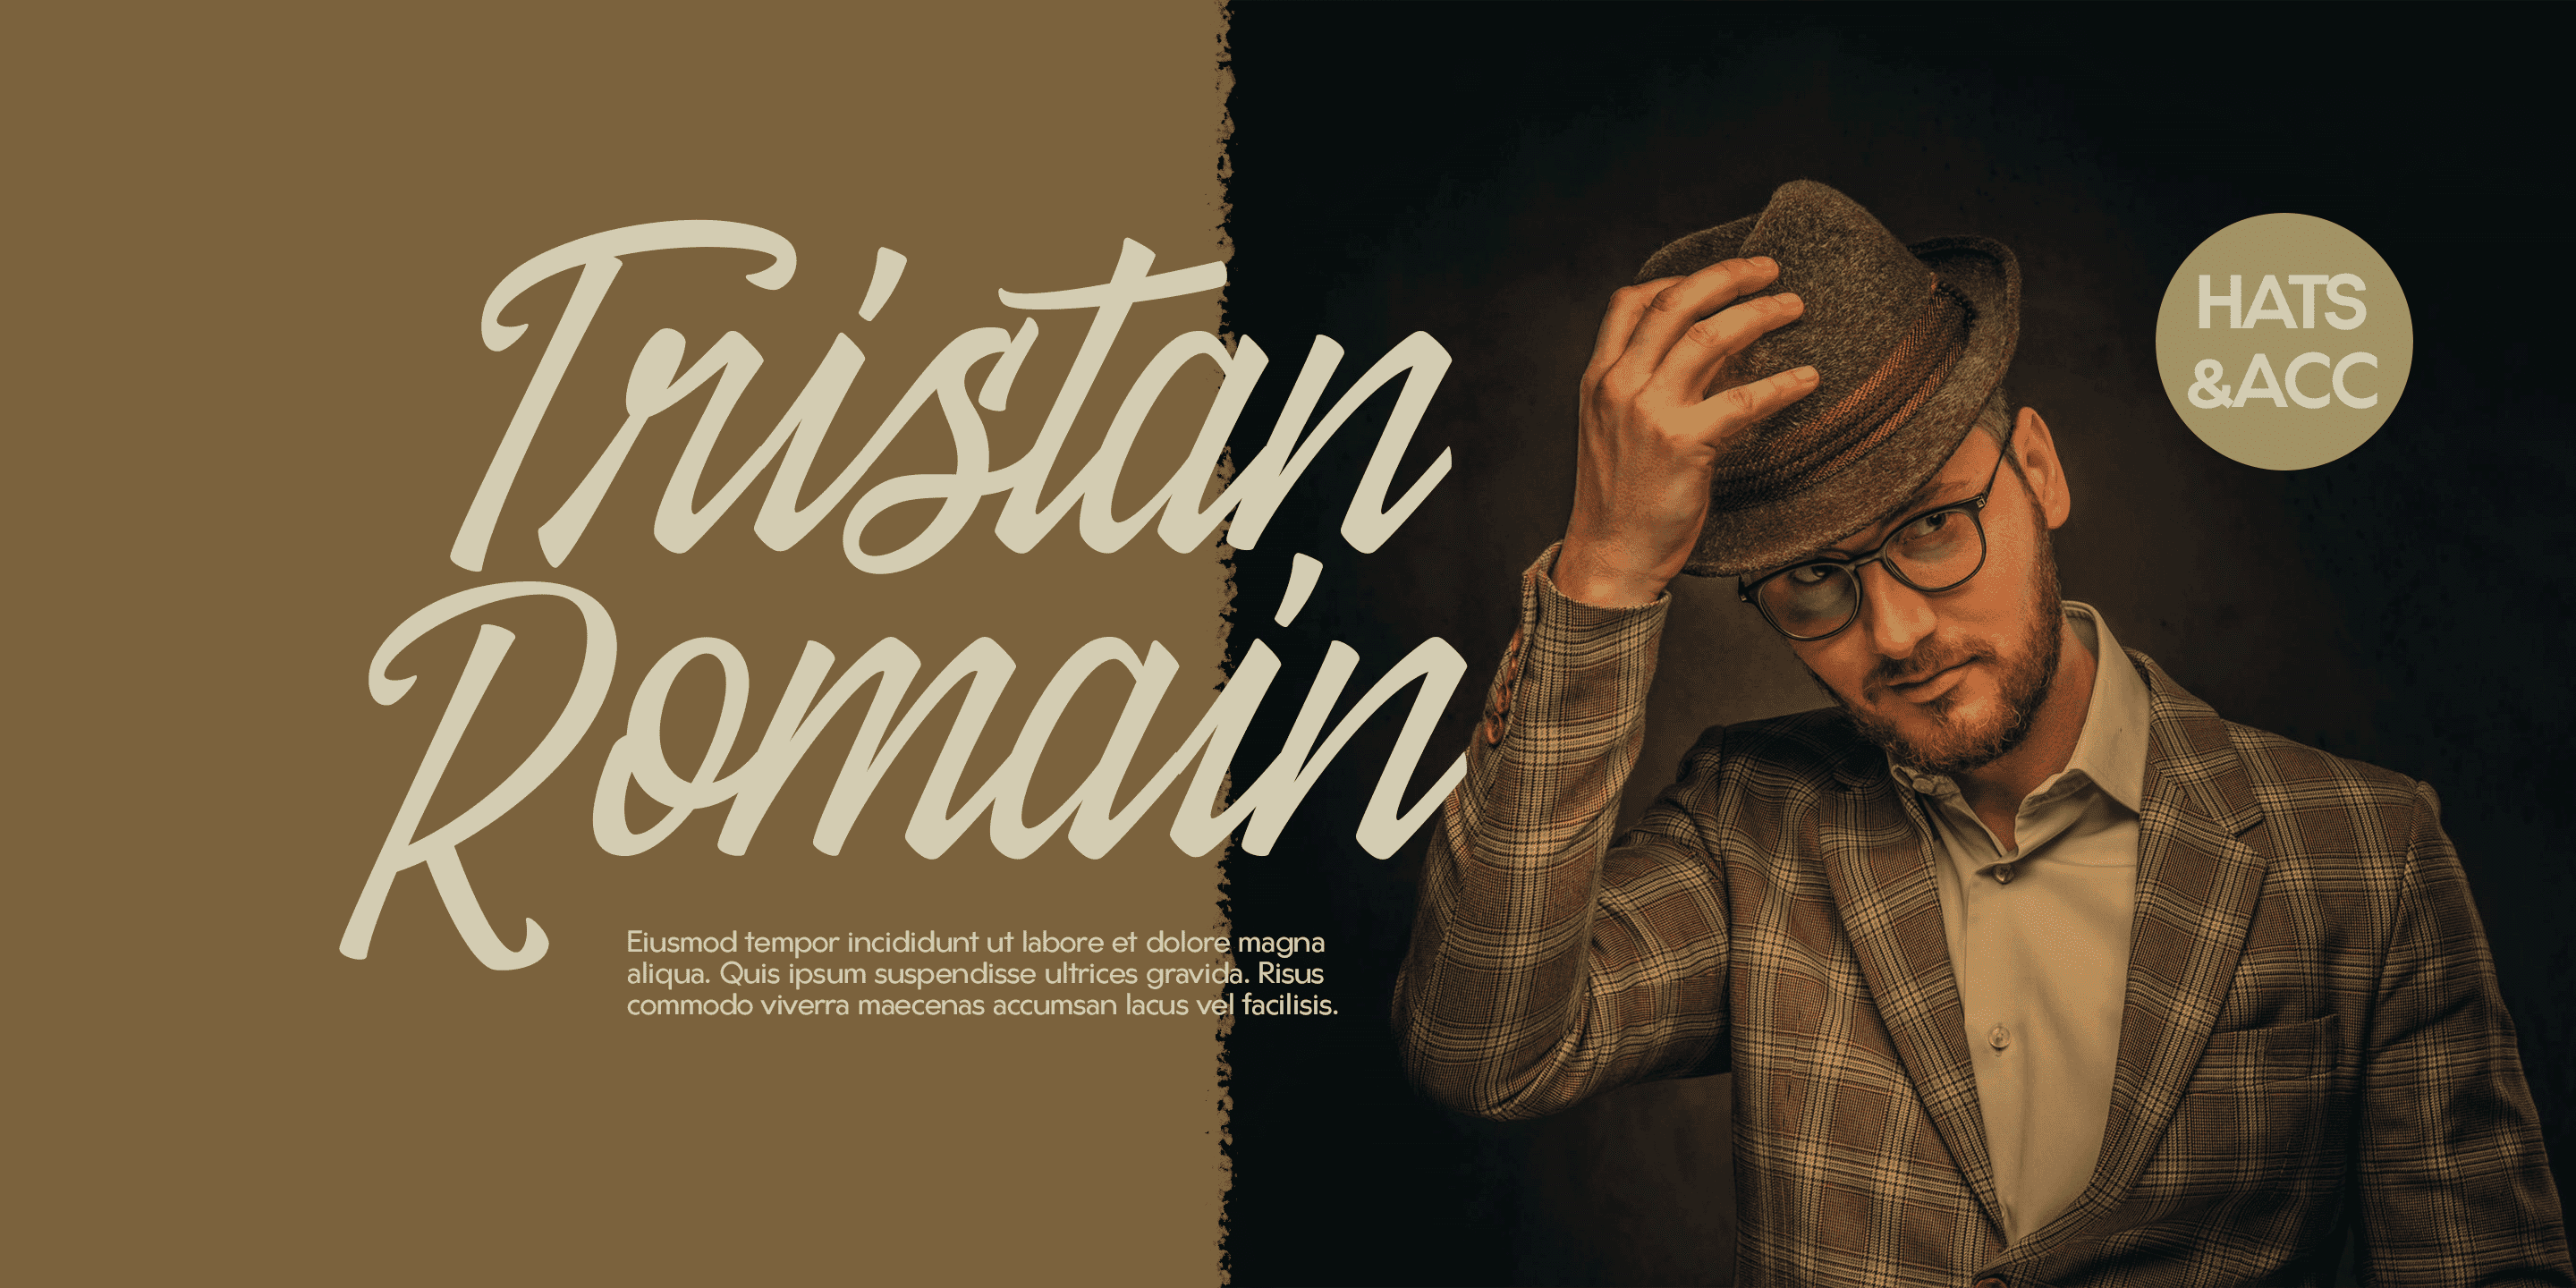 Tristan
Romain
Eiusmod tempor incididunt ut labore et dolore magna
aliqua. Quis ipsum suspendisse ultrices gravida. Risus
commodo viverra maecenas accumsan lacus vel facilisis.
HATS
&ACC